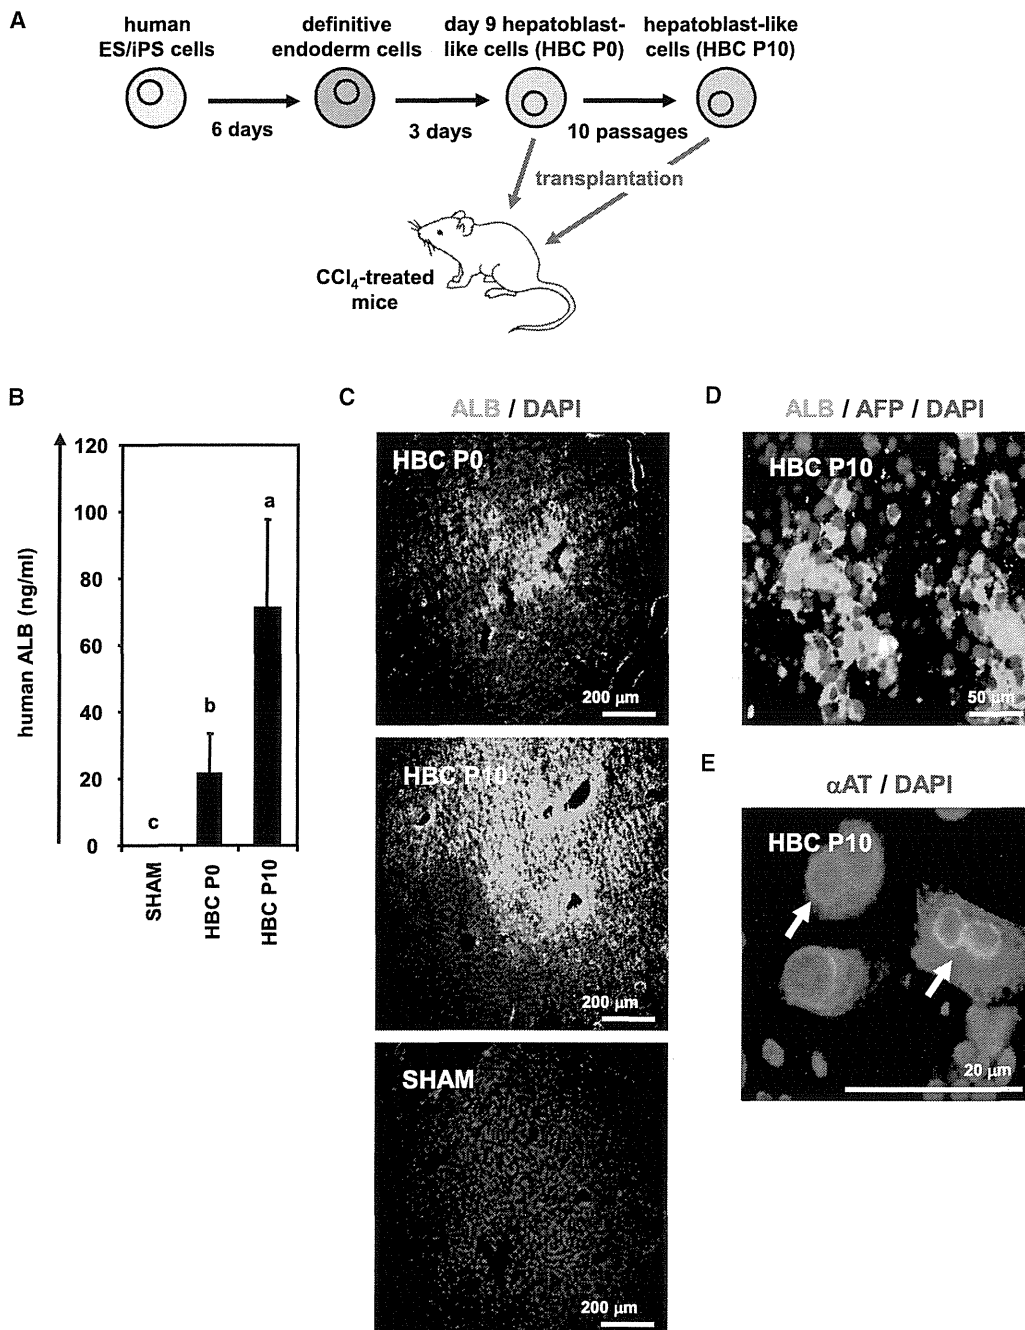 A
human
ES/iPS cells
definitive
endoderm cells
day 9 hepatoblast-
like cells (HBC P0)
hepatoblast-like
cells (HBC P10)
6 days
3 days
10 passages
transplantation
CCl₄-treated
mice
B
human ALB (ng/ml)
120
100
80
60
40
20
0
c
b
a
SHAM
HBC P0
HBC P10
C
ALB / DAPI
HBC P0
200 μm
HBC P10
200 μm
SHAM
200 μm
D
ALB / AFP / DAPI
HBC P10
50 μm
E
αAT / DAPI
HBC P10
20 μm